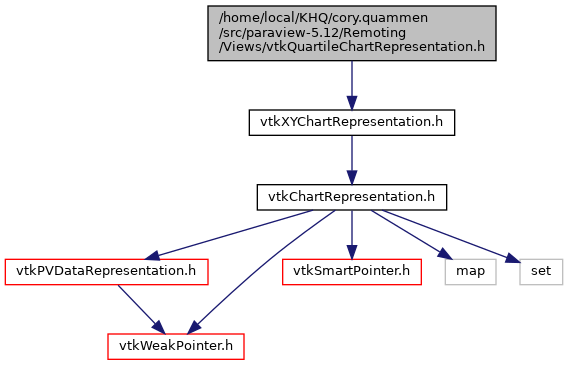 /home/local/KHQ/cory.quammen
/src/paraview-5.12/Remoting
/Views/vtkQuartileChartRepresentation.h
vtkXYChartRepresentation.h
vtkChartRepresentation.h
vtkPVDataRepresentation.h
vtkSmartPointer.h
map
set
vtkWeakPointer.h